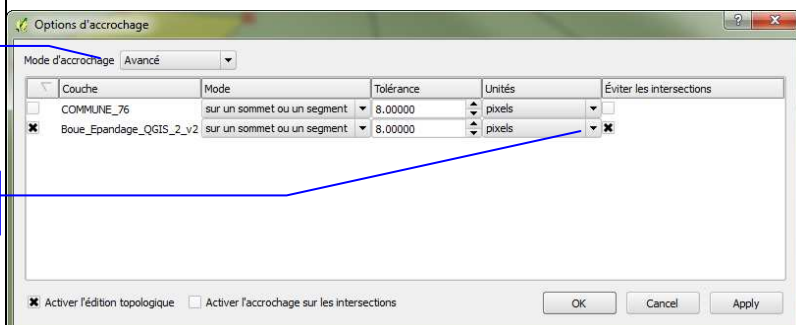 Options d'accrochage
Mode d'accrochage Avancé
Couche Mode Tolérance Unités Éviter les intersections
COMMUNE_76 sur un sommet ou un segment 8.00000 pixels
Boue_Epandage_QGIS_2_v2 sur un sommet ou un segment 8.00000 pixels
Activer l'édition topologique Activer l'accrochage sur les intersections OK Cancel Apply